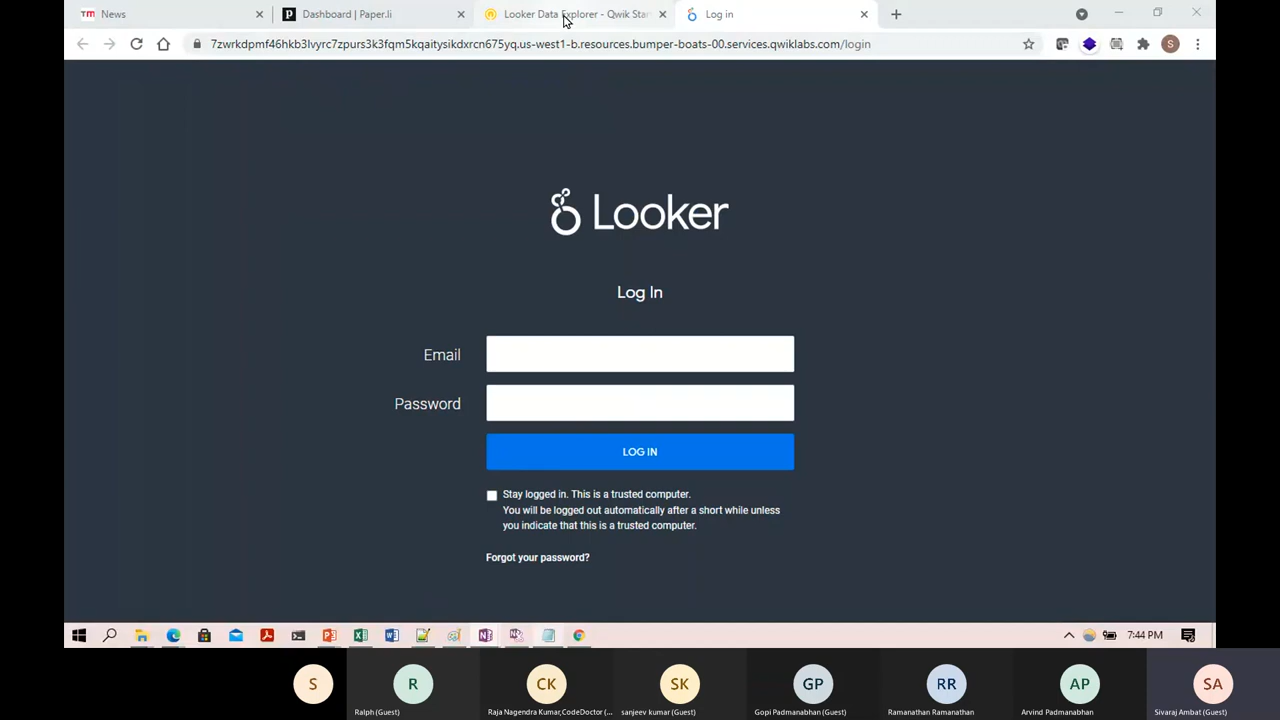 News
Dashboard | Paper.li
Looker Data Explorer - Qwik Star
Log in
7zwrkdpmf46hkb3lvyrc7zpurs3k3fqm5kqaitysikdxrcn675yq.us-west1-b.resources.bumper-boats-00.services.qwiklabs.com/login
S
Looker
Log In
Email
Password
LOG IN
Stay logged in. This is a trusted computer.
You will be logged out automatically after a short while unless
you indicate that this is a trusted computer.
Forgot your password?
7:44 PM
S
R
CK
SK
GP
RR
AP
SA
Ralph (Guest)
Raja Nagendra Kumar,CodeDoctor (...
sanjeev kumar (Guest)
Gopi Padmanabhan (Guest)
Ramanathan Ramanathan
Arvind Padmanabhan
Sivaraj Ambat (Guest)